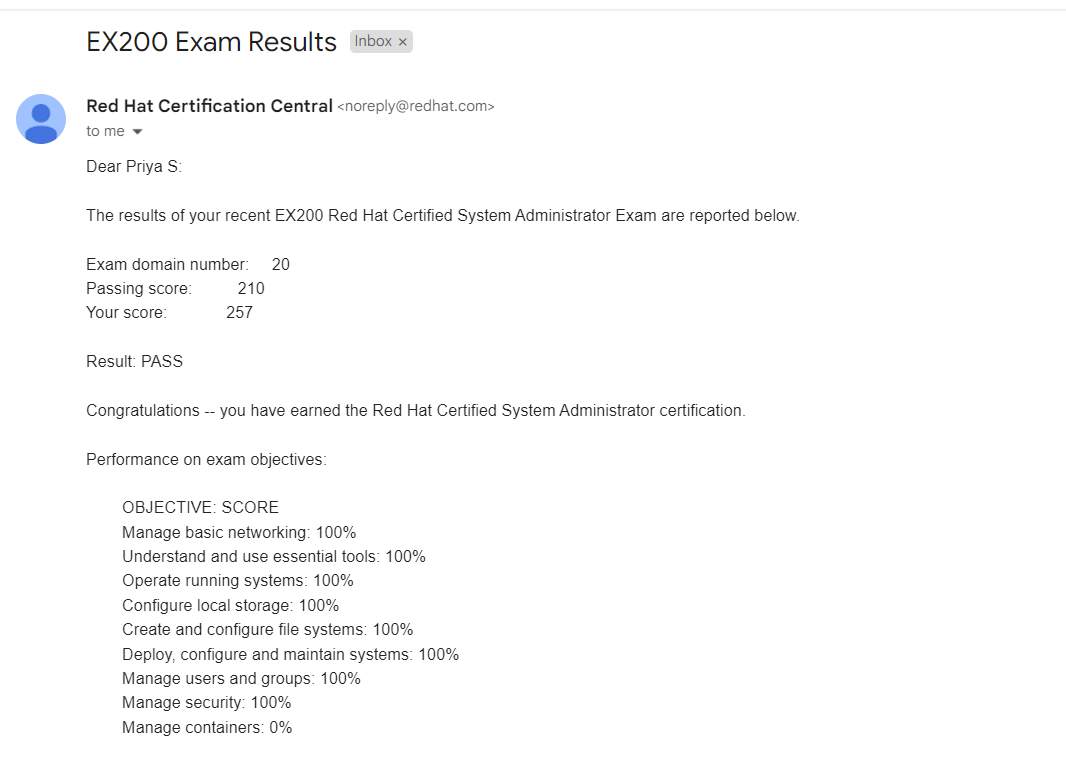 EX200 Exam Results Inbox ×
Red Hat Certification Central <noreply@redhat.com>
to me
Dear Priya S:
The results of your recent EX200 Red Hat Certified System Administrator Exam are reported below.
Exam domain number: 20
Passing score: 210
Your score: 257
Result: PASS
Congratulations -- you have earned the Red Hat Certified System Administrator certification.
Performance on exam objectives:
OBJECTIVE: SCORE
Manage basic networking: 100%
Understand and use essential tools: 100%
Operate running systems: 100%
Configure local storage: 100%
Create and configure file systems: 100%
Deploy, configure and maintain systems: 100%
Manage users and groups: 100%
Manage security: 100%
Manage containers: 0%